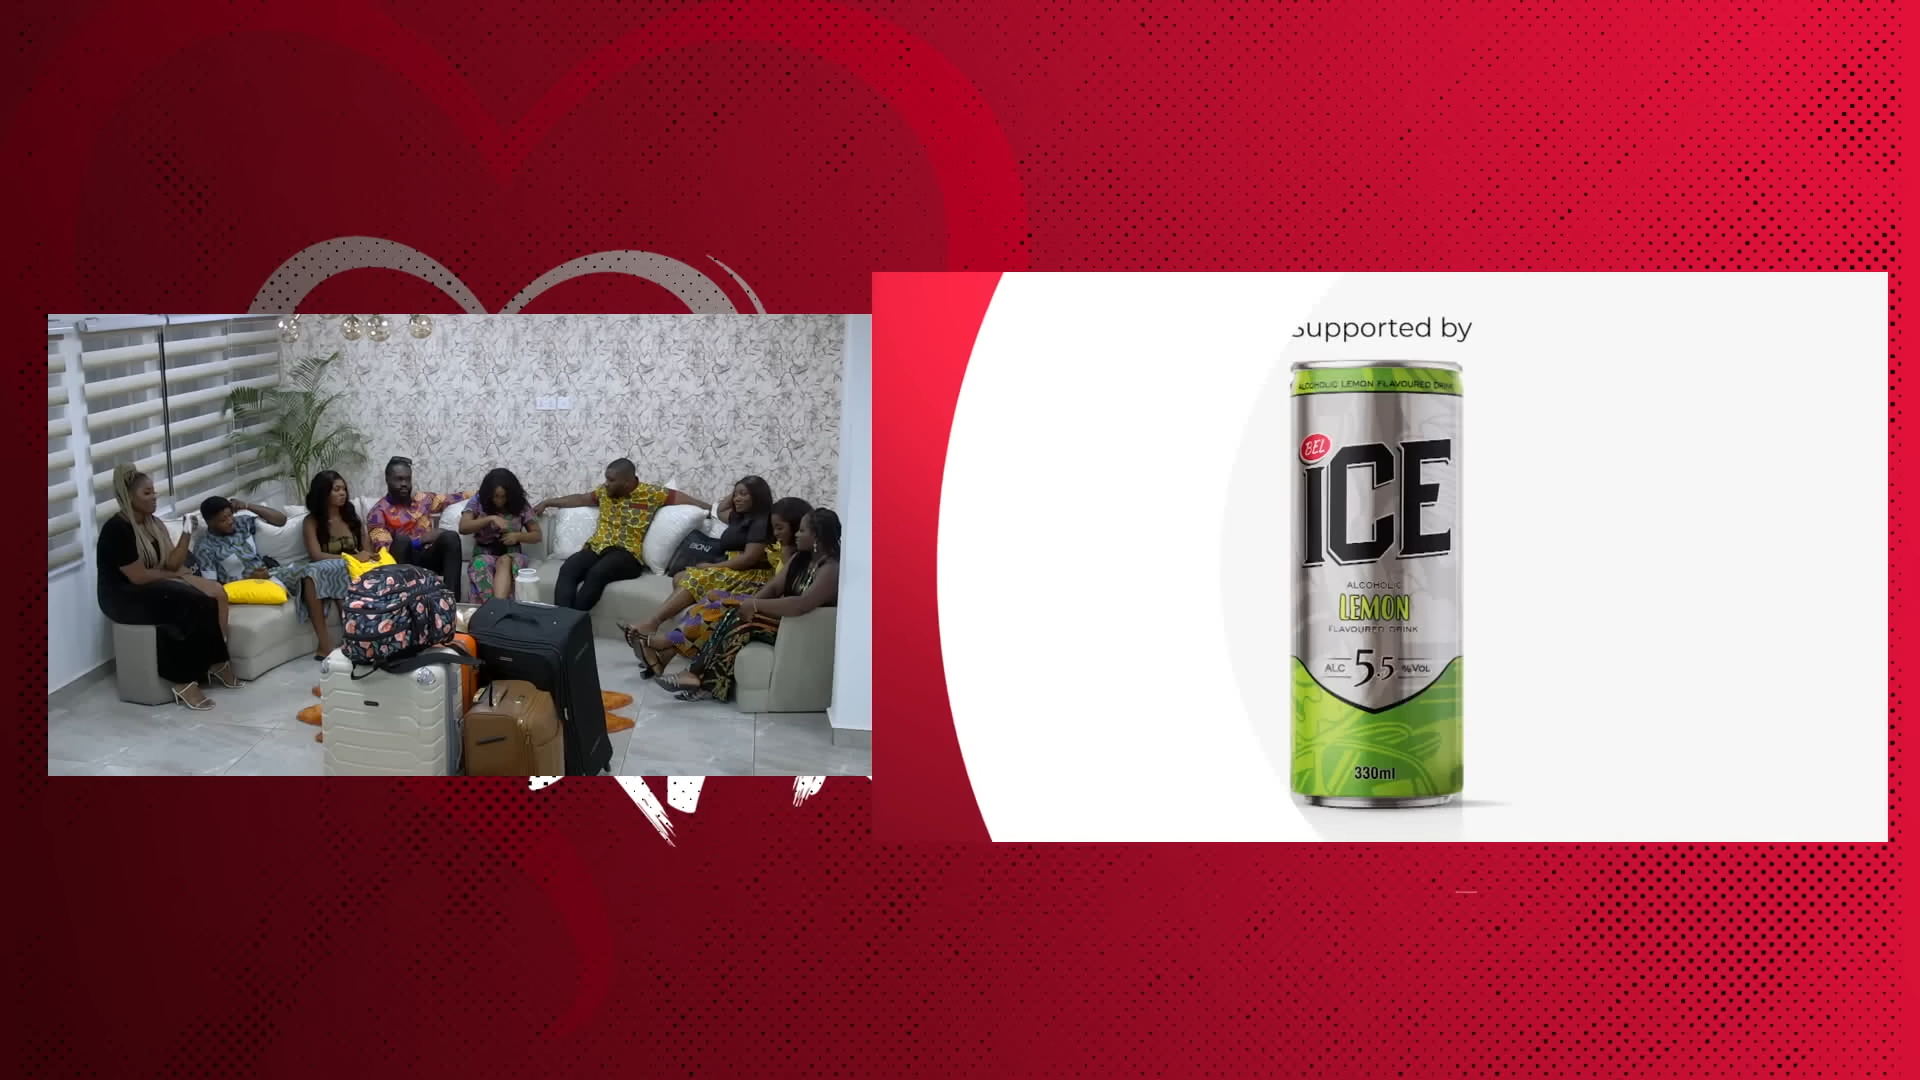 Supported by
ALCOHOLIC LEMON FLAVOURED DRINK
BEL
iCE
ALCOHOLIC
LEMON
FLAVOURED DRINK
ALC 5.5 %VOL
330ml